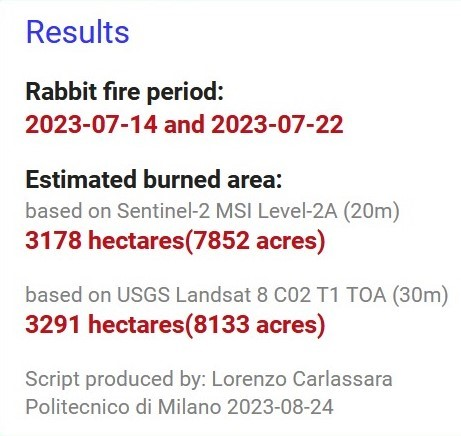 Results
Rabbit fire period:
2023-07-14 and 2023-07-22
Estimated burned area:
based on Sentinel-2 MSI Level-2A (20m)
3178 hectares(7852 acres)
based on USGS Landsat 8 C02 T1 TOA (30m)
3291 hectares(8133 acres)
Script produced by: Lorenzo Carlassara
Politecnico di Milano 2023-08-24